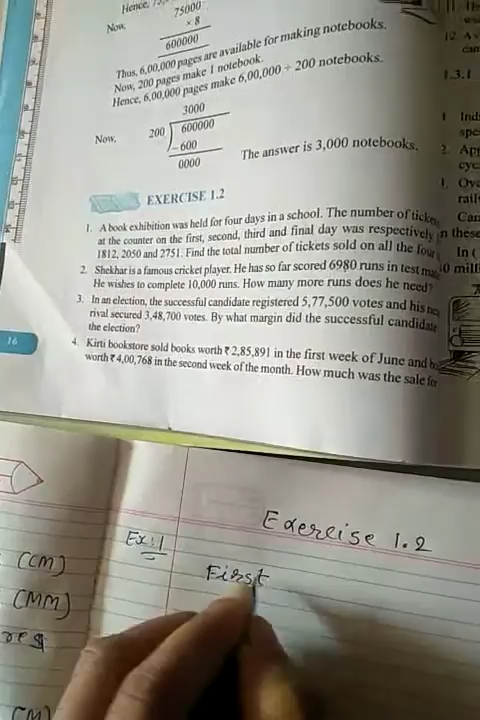 Hence,
75000
Now, × 8
600000
Thus, 6,00,000 pages are available for making notebooks.
Now, 200 pages make 1 notebook.
Hence, 6,00,000 pages make 6,00,000 ÷ 200 notebooks.
3000
Now, 200 600000
– 600
0000
The answer is 3,000 notebooks.
EXERCISE 1.2
1. A book exhibition was held for four days in a school. The number of
at the counter on the first, second, third and final day was respectively
1812, 2050 and 2751. Find the total number of tickets sold on all the four
2. Shekhar is a famous cricket player. He has so far scored 6980 runs in test
He wishes to complete 10,000 runs. How many more runs does he need?
3. In an election, the successful candidate registered 5,77,500 votes and his
rival secured 3,48,700 votes. By what margin did the successful candidate
the election?
4. Kirti bookstore sold books worth ₹ 2,85,891 in the first week of June and
worth ₹ 4,00,768 in the second week of the month. How much was the sale
16
1.3.1
1
2.
1.
In
Exercise 1.2
Ex:1
First
(CM)
(MM)